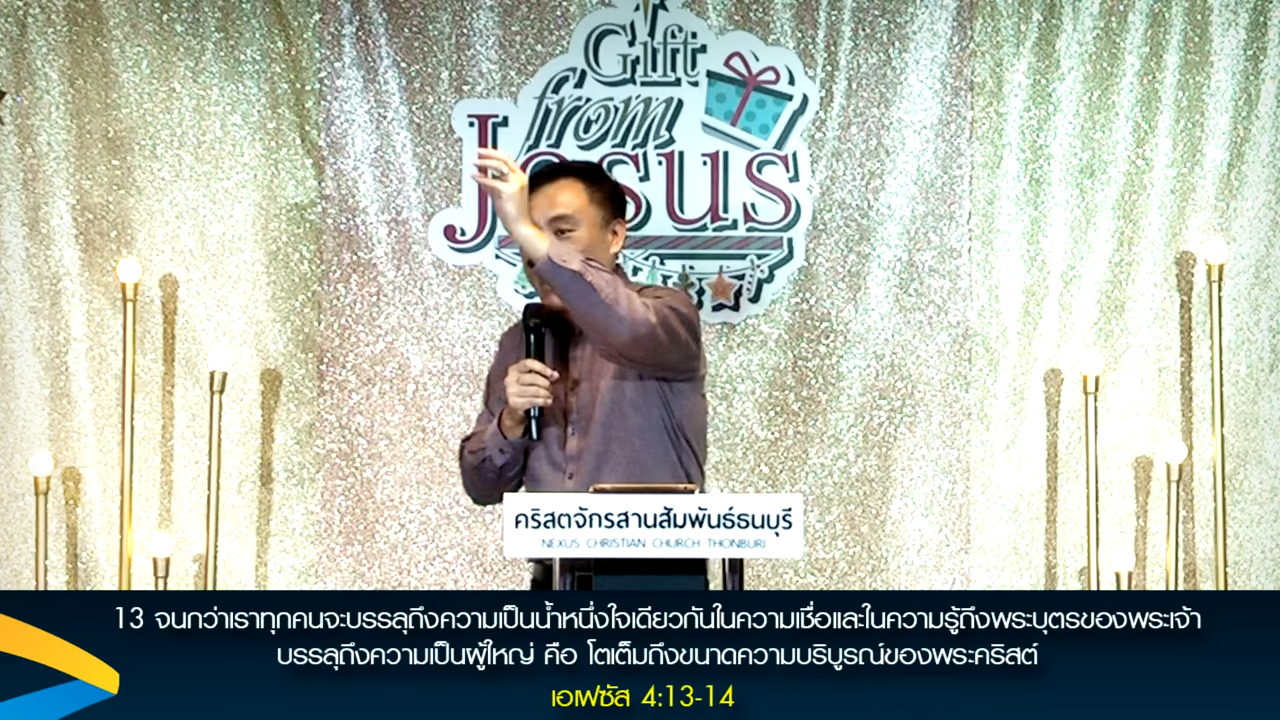 Gift
from
Jesus
คริสตจักรสานสัมพันธ์ธนบุรี
NEXUS CHRISTIAN CHURCH THONBURI
13 จนกว่าเราทุกคนจะบรรลุถึงความเป็นน้ำหนึ่งใจเดียวกันในความเชื่อและในความรู้ถึงพระบุตรของพระเจ้า
บรรลุถึงความเป็นผู้ใหญ่ คือ โตเต็มถึงขนาดความบริบูรณ์ของพระคริสต์
เอเฟซัส 4:13-14